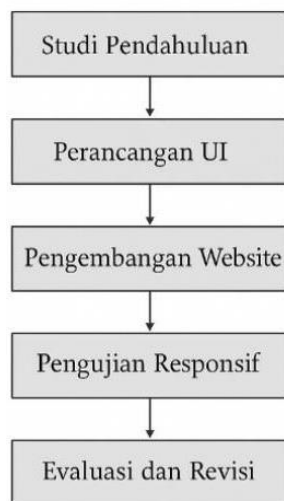 Studi Pendahuluan
Perancangan UI
Pengembangan Website
Pengujian Responsif
Evaluasi dan Revisi